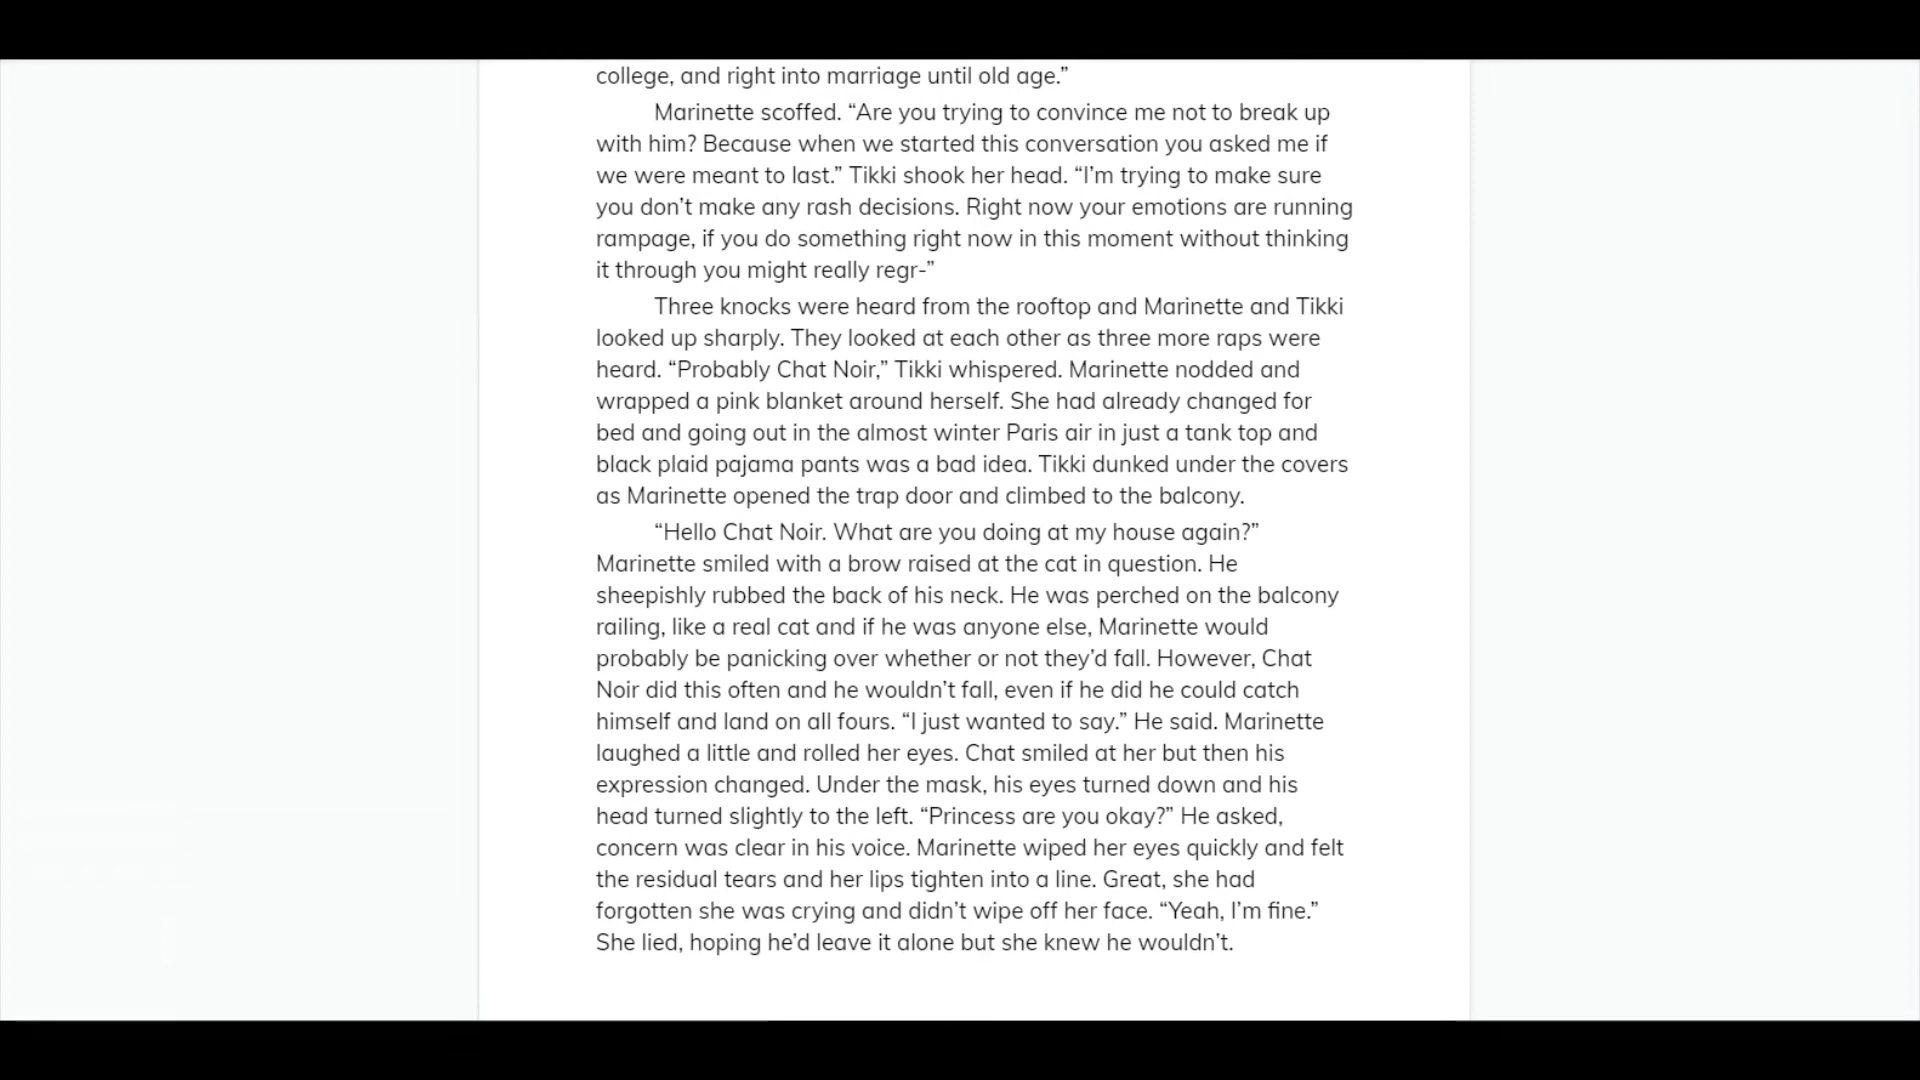 college, and right into marriage until old age.”
Marinette scoffed. “Are you trying to convince me not to break up
with him? Because when we started this conversation you asked me if
we were meant to last.” Tikki shook her head. “I’m trying to make sure
you don’t make any rash decisions. Right now your emotions are running
rampage, if you do something right now in this moment without thinking
it through you might really regr-”
Three knocks were heard from the rooftop and Marinette and Tikki
looked up sharply. They looked at each other as three more raps were
heard. “Probably Chat Noir,” Tikki whispered. Marinette nodded and
wrapped a pink blanket around herself. She had already changed for
bed and going out in the almost winter Paris air in just a tank top and
black plaid pajama pants was a bad idea. Tikki dunked under the covers
as Marinette opened the trap door and climbed to the balcony.
“Hello Chat Noir. What are you doing at my house again?”
Marinette smiled with a brow raised at the cat in question. He
sheepishly rubbed the back of his neck. He was perched on the balcony
railing, like a real cat and if he was anyone else, Marinette would
probably be panicking over whether or not they’d fall. However, Chat
Noir did this often and he wouldn’t fall, even if he did he could catch
himself and land on all fours. “I just wanted to say.” He said. Marinette
laughed a little and rolled her eyes. Chat smiled at her but then his
expression changed. Under the mask, his eyes turned down and his
head turned slightly to the left. “Princess are you okay?” He asked,
concern was clear in his voice. Marinette wiped her eyes quickly and felt
the residual tears and her lips tighten into a line. Great, she had
forgotten she was crying and didn’t wipe off her face. “Yeah, I’m fine.”
She lied, hoping he’d leave it alone but she knew he wouldn’t.